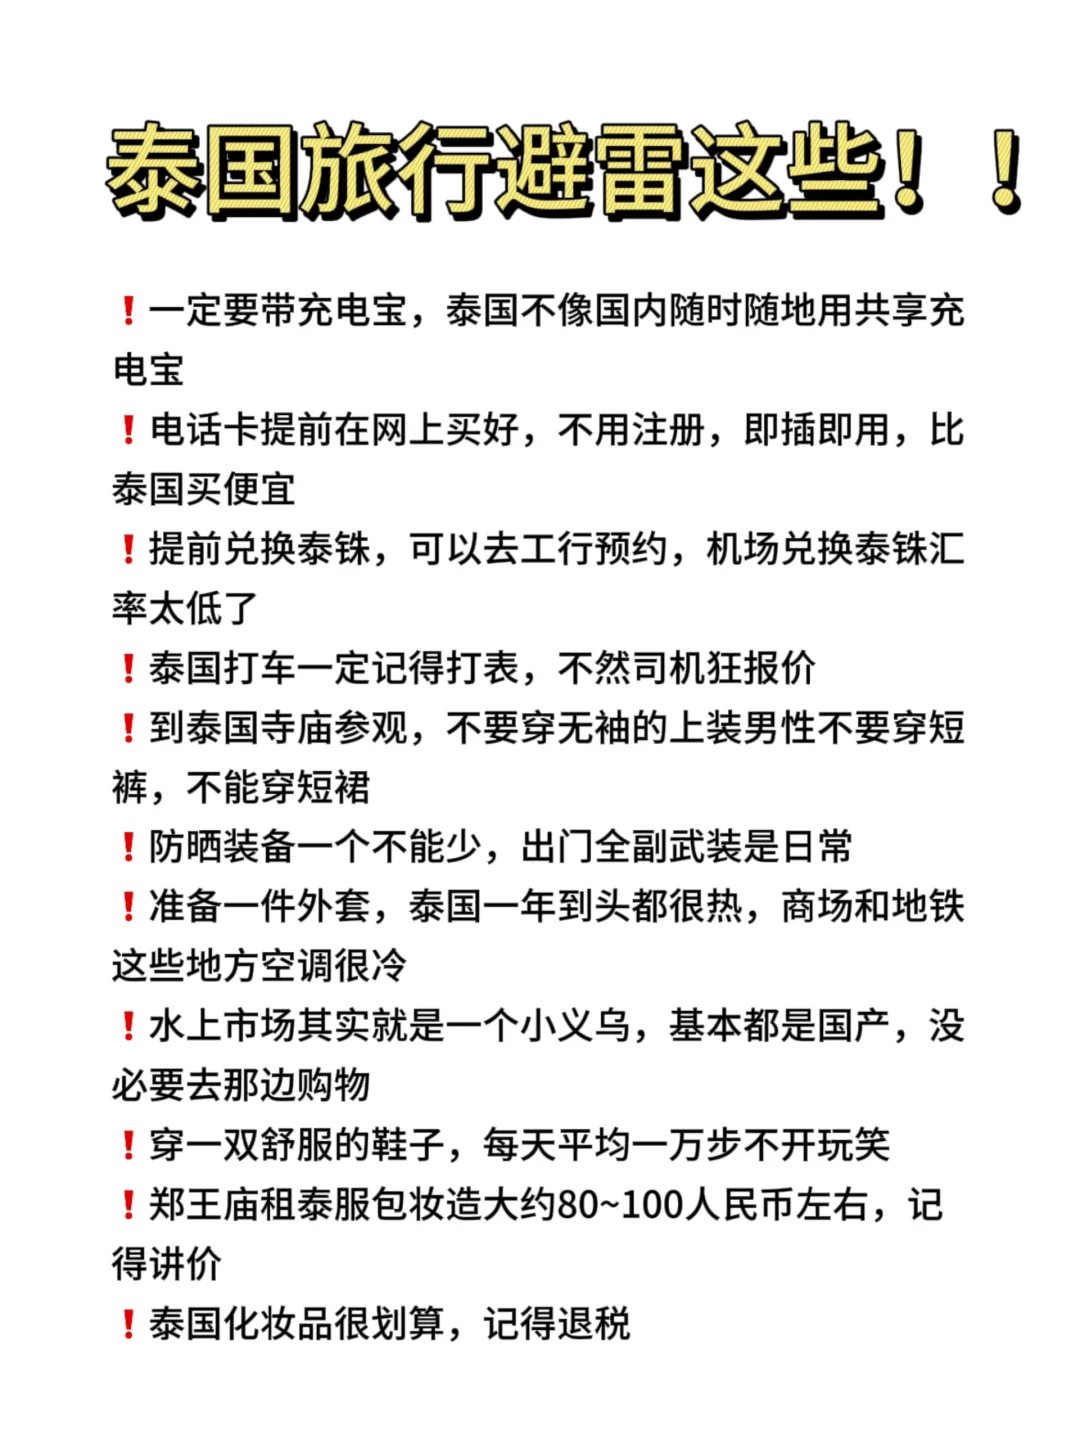 泰国旅行避雷这些！！
❗一定要带充电宝，泰国不像国内随时随地用共享充
电宝
❗电话卡提前在网上买好，不用注册，即插即用，比
泰国买便宜
❗提前兑换泰铢，可以去工行预约，机场兑换泰铢汇
率太低了
❗泰国打车一定记得打表，不然司机狂报价
❗到泰国寺庙参观，不要穿无袖的上装男性不要穿短
裤，不能穿短裙
❗防晒装备一个不能少，出门全副武装是日常
❗准备一件外套，泰国一年到头都很热，商场和地铁
这些地方空调很冷
❗水上市场其实就是一个小义乌，基本都是国产，没
必要去那边购物
❗穿一双舒服的鞋子，每天平均一万步不开玩笑
❗郑王庙租泰服包妆造大约80~100人民币左右，记
得讲价
❗泰国化妆品很划算，记得退税